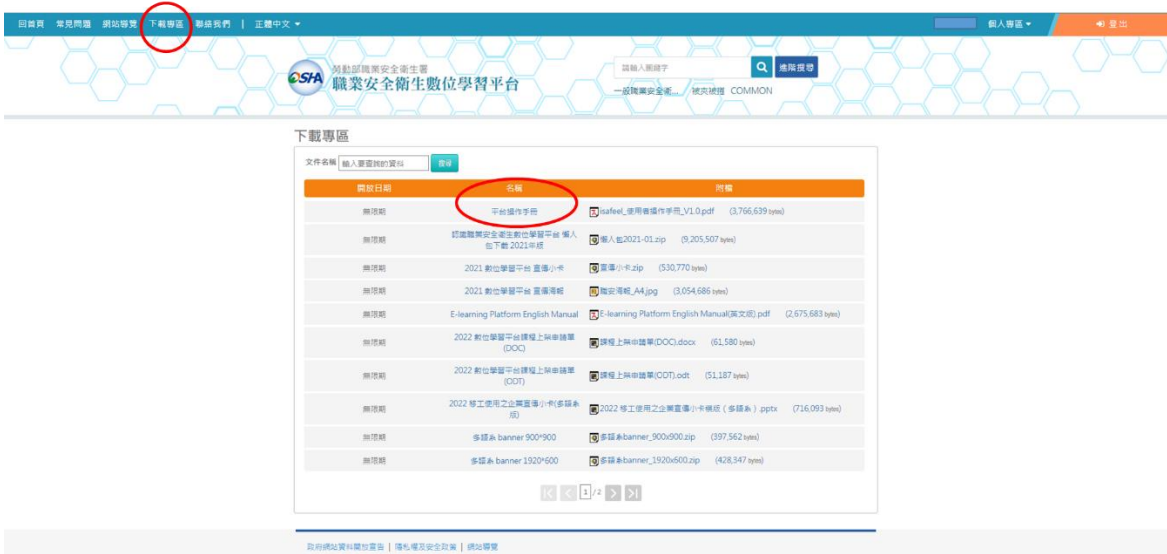 回首頁 常見問題 網站導覽 下載專區 聯絡我們 | 正體中文
個人專區
登出
OSHA
勞動部職業安全衛生署
職業安全衛生數位學習平台
請輸入關鍵字
進階搜尋
一般職業安全衛... 被夾被捲 COMMON
下載專區
文件名稱 輸入要查詢的資料 搜尋
開放日期 名稱 附檔
無限期 平台操作手冊 isafeel_使用者操作手冊_V1.0.pdf (3,766,639 bytes)
無限期 認識職業安全衛生數位學習平台 懶人包下載 2021年版 懶人包2021-01.zip (9,205,507 bytes)
無限期 2021 數位學習平台 宣傳小卡 宣傳小卡.zip (530,770 bytes)
無限期 2021 數位學習平台 宣傳海報 職安海報_A4.jpg (3,054,686 bytes)
無限期 E-learning Platform English Manual E-learning Platform English Manual(英文版).pdf (2,675,683 bytes)
無限期 2022 數位學習平台課程上架申請單(DOC) 課程上架申請單(DOC).docx (61,580 bytes)
無限期 2022 數位學習平台課程上架申請單(ODT) 課程上架申請單(ODT).odt (51,187 bytes)
無限期 2022 移工使用之企業宣傳小卡(多語系版) 2022 移工使用之企業宣傳小卡橫版（多語系）.pptx (716,093 bytes)
無限期 多語系 banner 900*900 多語系banner_900x900.zip (397,562 bytes)
無限期 多語系 banner 1920*600 多語系banner_1920x600.zip (428,347 bytes)
1 / 2
政府網站資料開放宣告 | 隱私權及安全政策 | 網站導覽